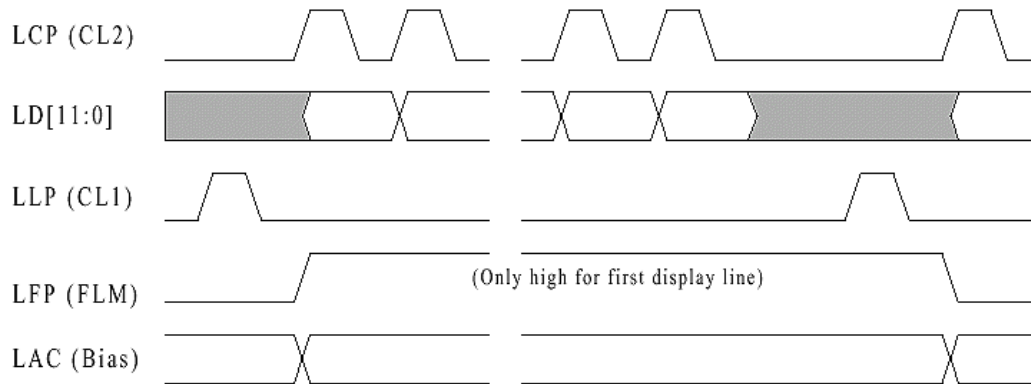 LCP (CL2)
LD[11:0]
LLP (CL1)
(Only high for first display line)
LFP (FLM)
LAC (Bias)